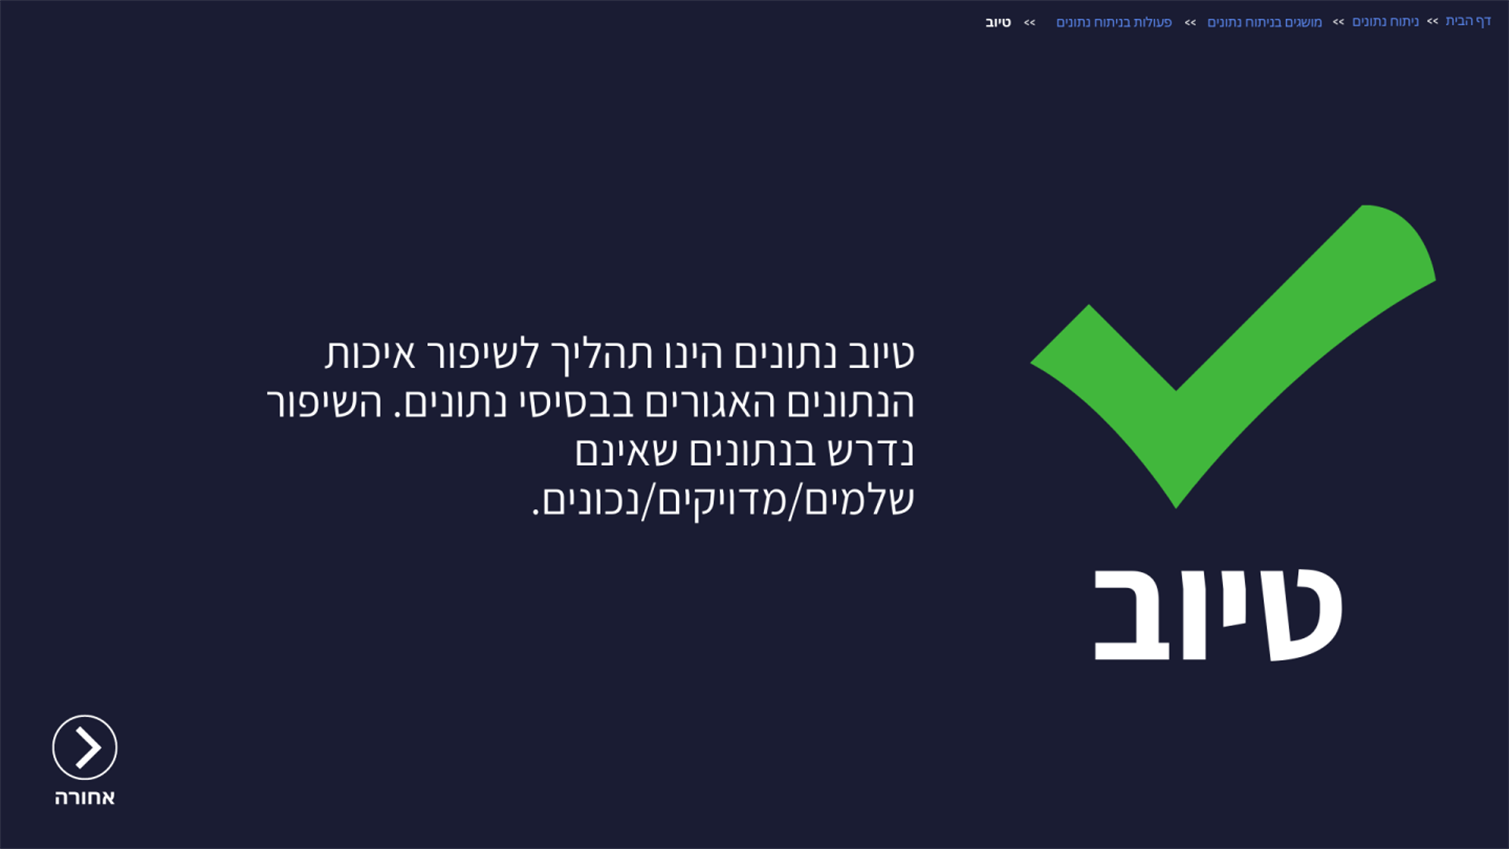 דף הבית >> ניתוח נתונים >> מושגים בניתוח נתונים >> פעולות בניתוח נתונים >> טיוב
טיוב נתונים הינו תהליך לשיפור איכות
הנתונים האגורים בבסיסי נתונים. השיפור
נדרש בנתונים שאינם
שלמים/מדויקים/נכונים.
טיוב
אחורה